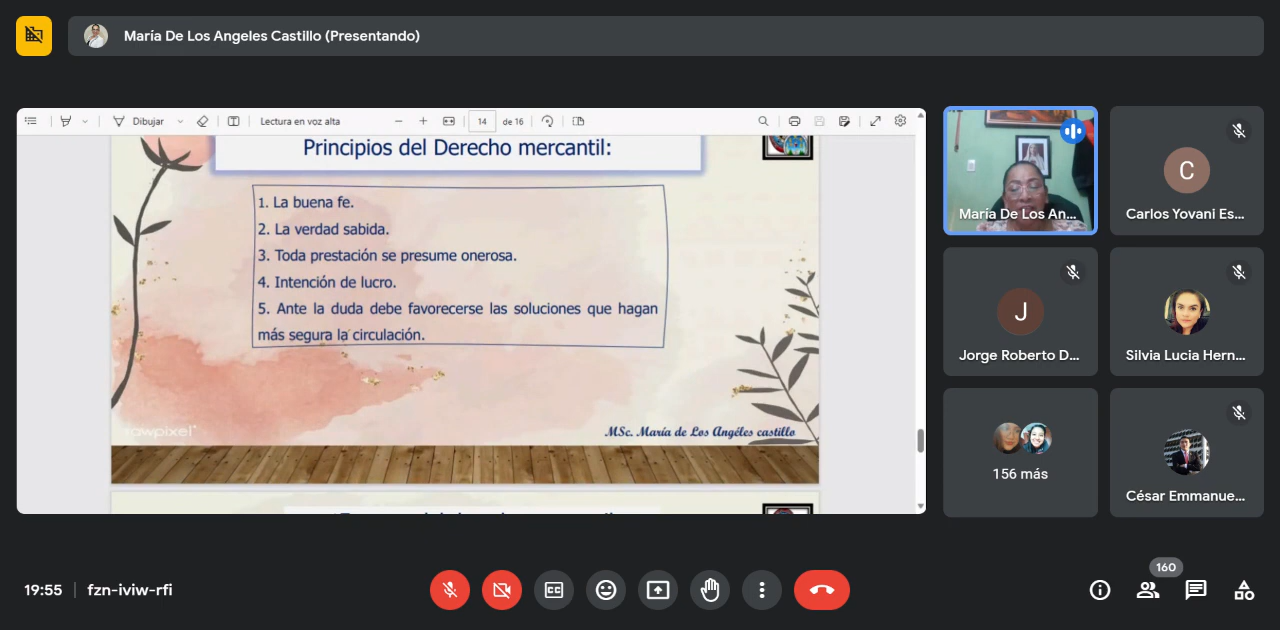 María De Los Angeles Castillo (Presentando)
Dibujar
Lectura en voz alta
14
de 16
Principios del Derecho mercantil:
1. La buena fe.
2. La verdad sabida.
3. Toda prestación se presume onerosa.
4. Intención de lucro.
5. Ante la duda debe favorecerse las soluciones que hagan
más segura la circulación.
rawpixel
MSc. María de Los Angéles castillo
María De Los An...
C
Carlos Yovani Es...
J
Jorge Roberto D...
Silvia Lucia Hern...
156 más
César Emmanue...
19:55
fzn-iviw-rfi
CC
160